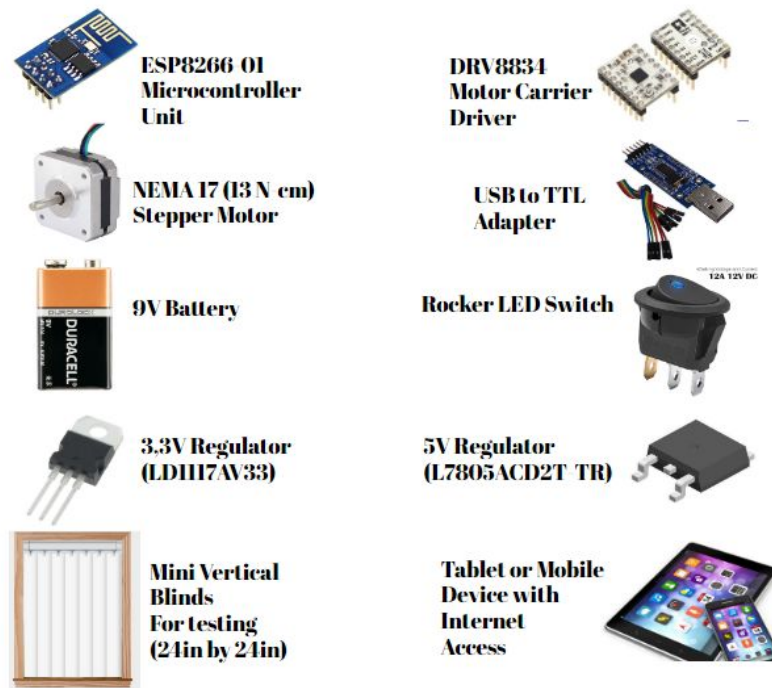 ESP8266-01
Microcontroller
Unit
DRV8834
Motor Carrier
Driver
NEMA 17 (13 N-cm)
Stepper Motor
USB to TTL
Adapter
9V Battery
DURACELL
Rocker LED Switch
12A 12V DC
3,3V Regulator
(LD1117AV33)
5V Regulator
(L7805ACD2T-TR)
Mini Vertical
Blinds
For testing
(24in by 24in)
Tablet or Mobile
Device with
Internet
Access